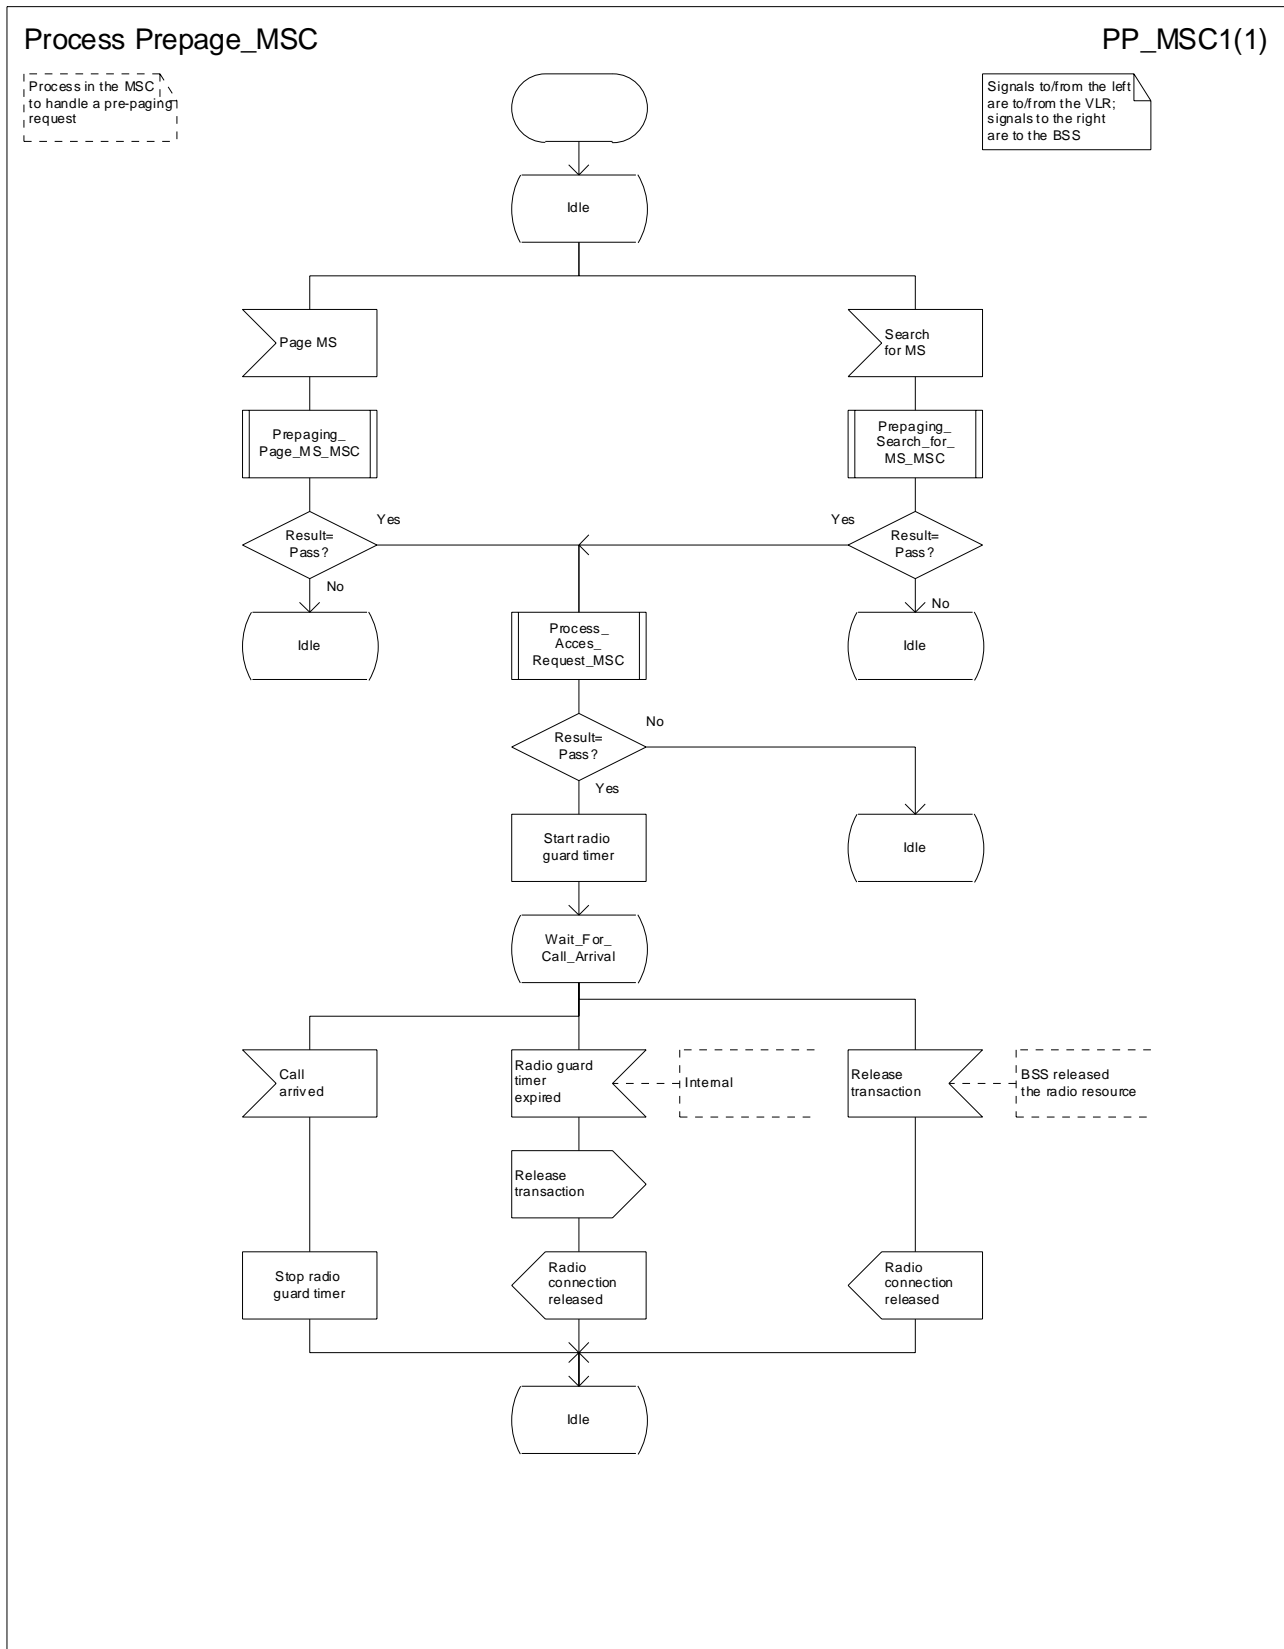 Process Prepage_MSC
PP_MSC1(1)
Process in the MSC
to handle a pre-paging
request
Signals to/from the left
are to/from the VLR;
signals to the right
are to the BSS
Idle
Page MS
Search
for MS
Prepaging_
Page_MS_MSC
Prepaging_
Search_for_
MS_MSC
Result=
Pass?
Yes
No
Yes
Result=
Pass?
No
Idle
Process_
Acces_
Request_MSC
Idle
Result=
Pass?
No
Yes
Start radio
guard timer
Idle
Wait_For_
Call_Arrival
Call
arrived
Radio guard
timer
expired
Internal
Release
transaction
BSS released
the radio resource
Release
transaction
Stop radio
guard timer
Radio
connection
released
Radio
connection
released
Idle